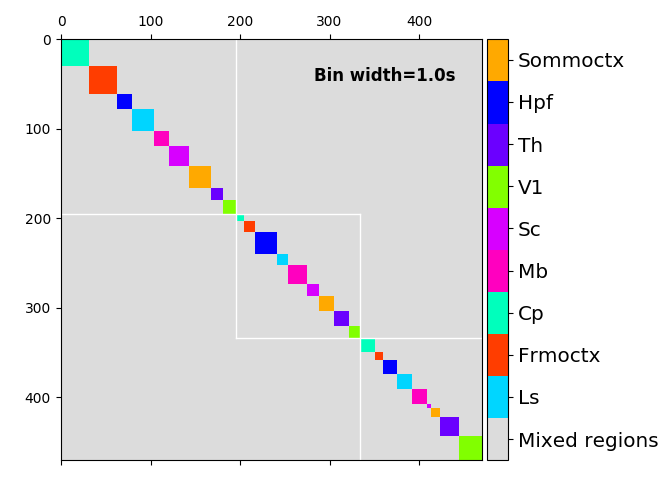 0 100 200 300 400
0
100
200
300
400
Bin width=1.0s
Sommoctx
Hpf
Th
V1
Sc
Mb
Cp
Frmoctx
Ls
Mixed regions